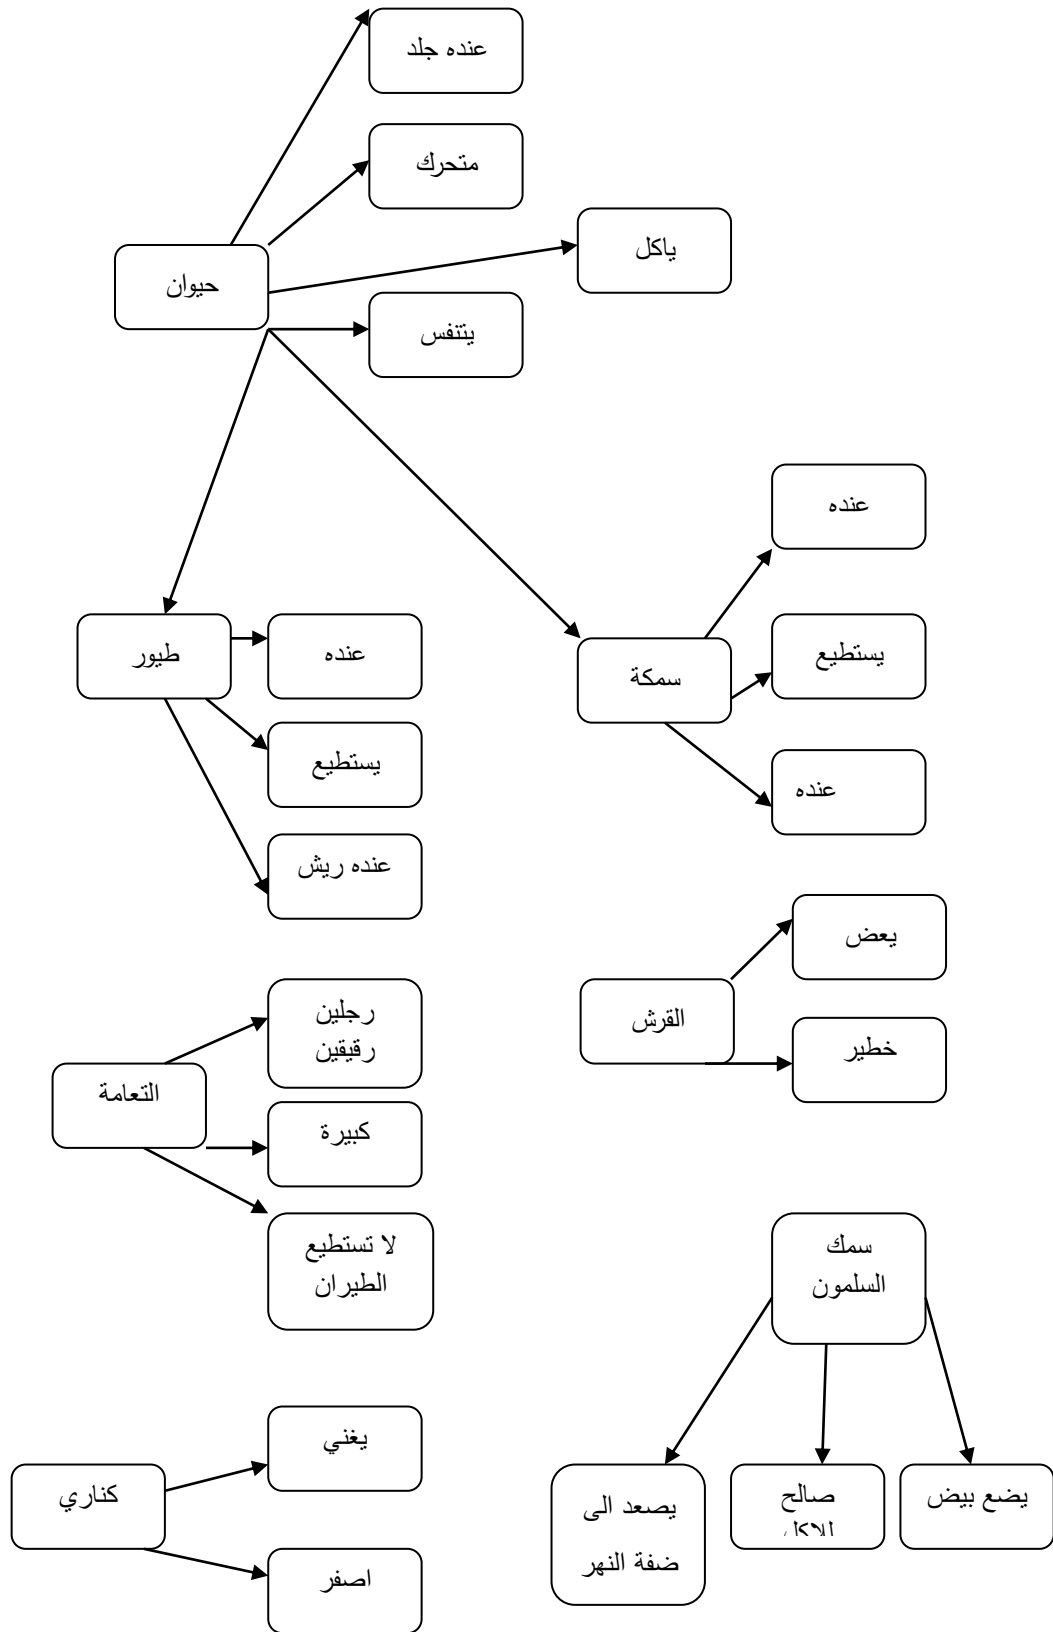 عنده جلد
متحرك
ياكل
حيوان
يتنفس
عنده
يستطيع
عنده
سمكة
طيور
عنده
يستطيع
عنده ريش
يعض
القرش
خطير
رجلين
رقيقين
التعامة
كبيرة
لا تستطيع
الطيران
سمك
السلمون
يغني
كناري
اصفر
يضع بيض
صالح
للاكل
يصعد الى
ضفة النهر